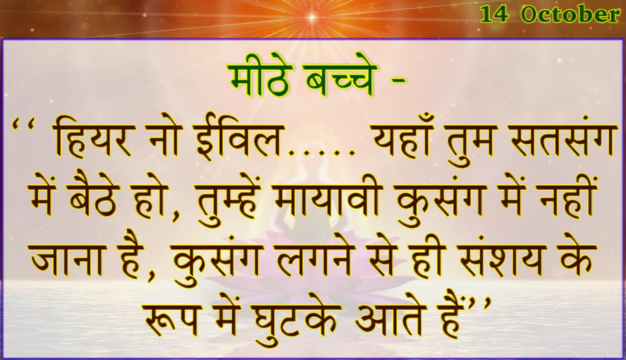 14 October
मीठे बच्चे -
‘‘ हियर नो ईविल..... यहाँ तुम सतसंग
में बैठे हो, तुम्हें मायावी कुसंग में नहीं
जाना है, कुसंग लगने से ही संशय के
रूप में घुटके आते हैं’’